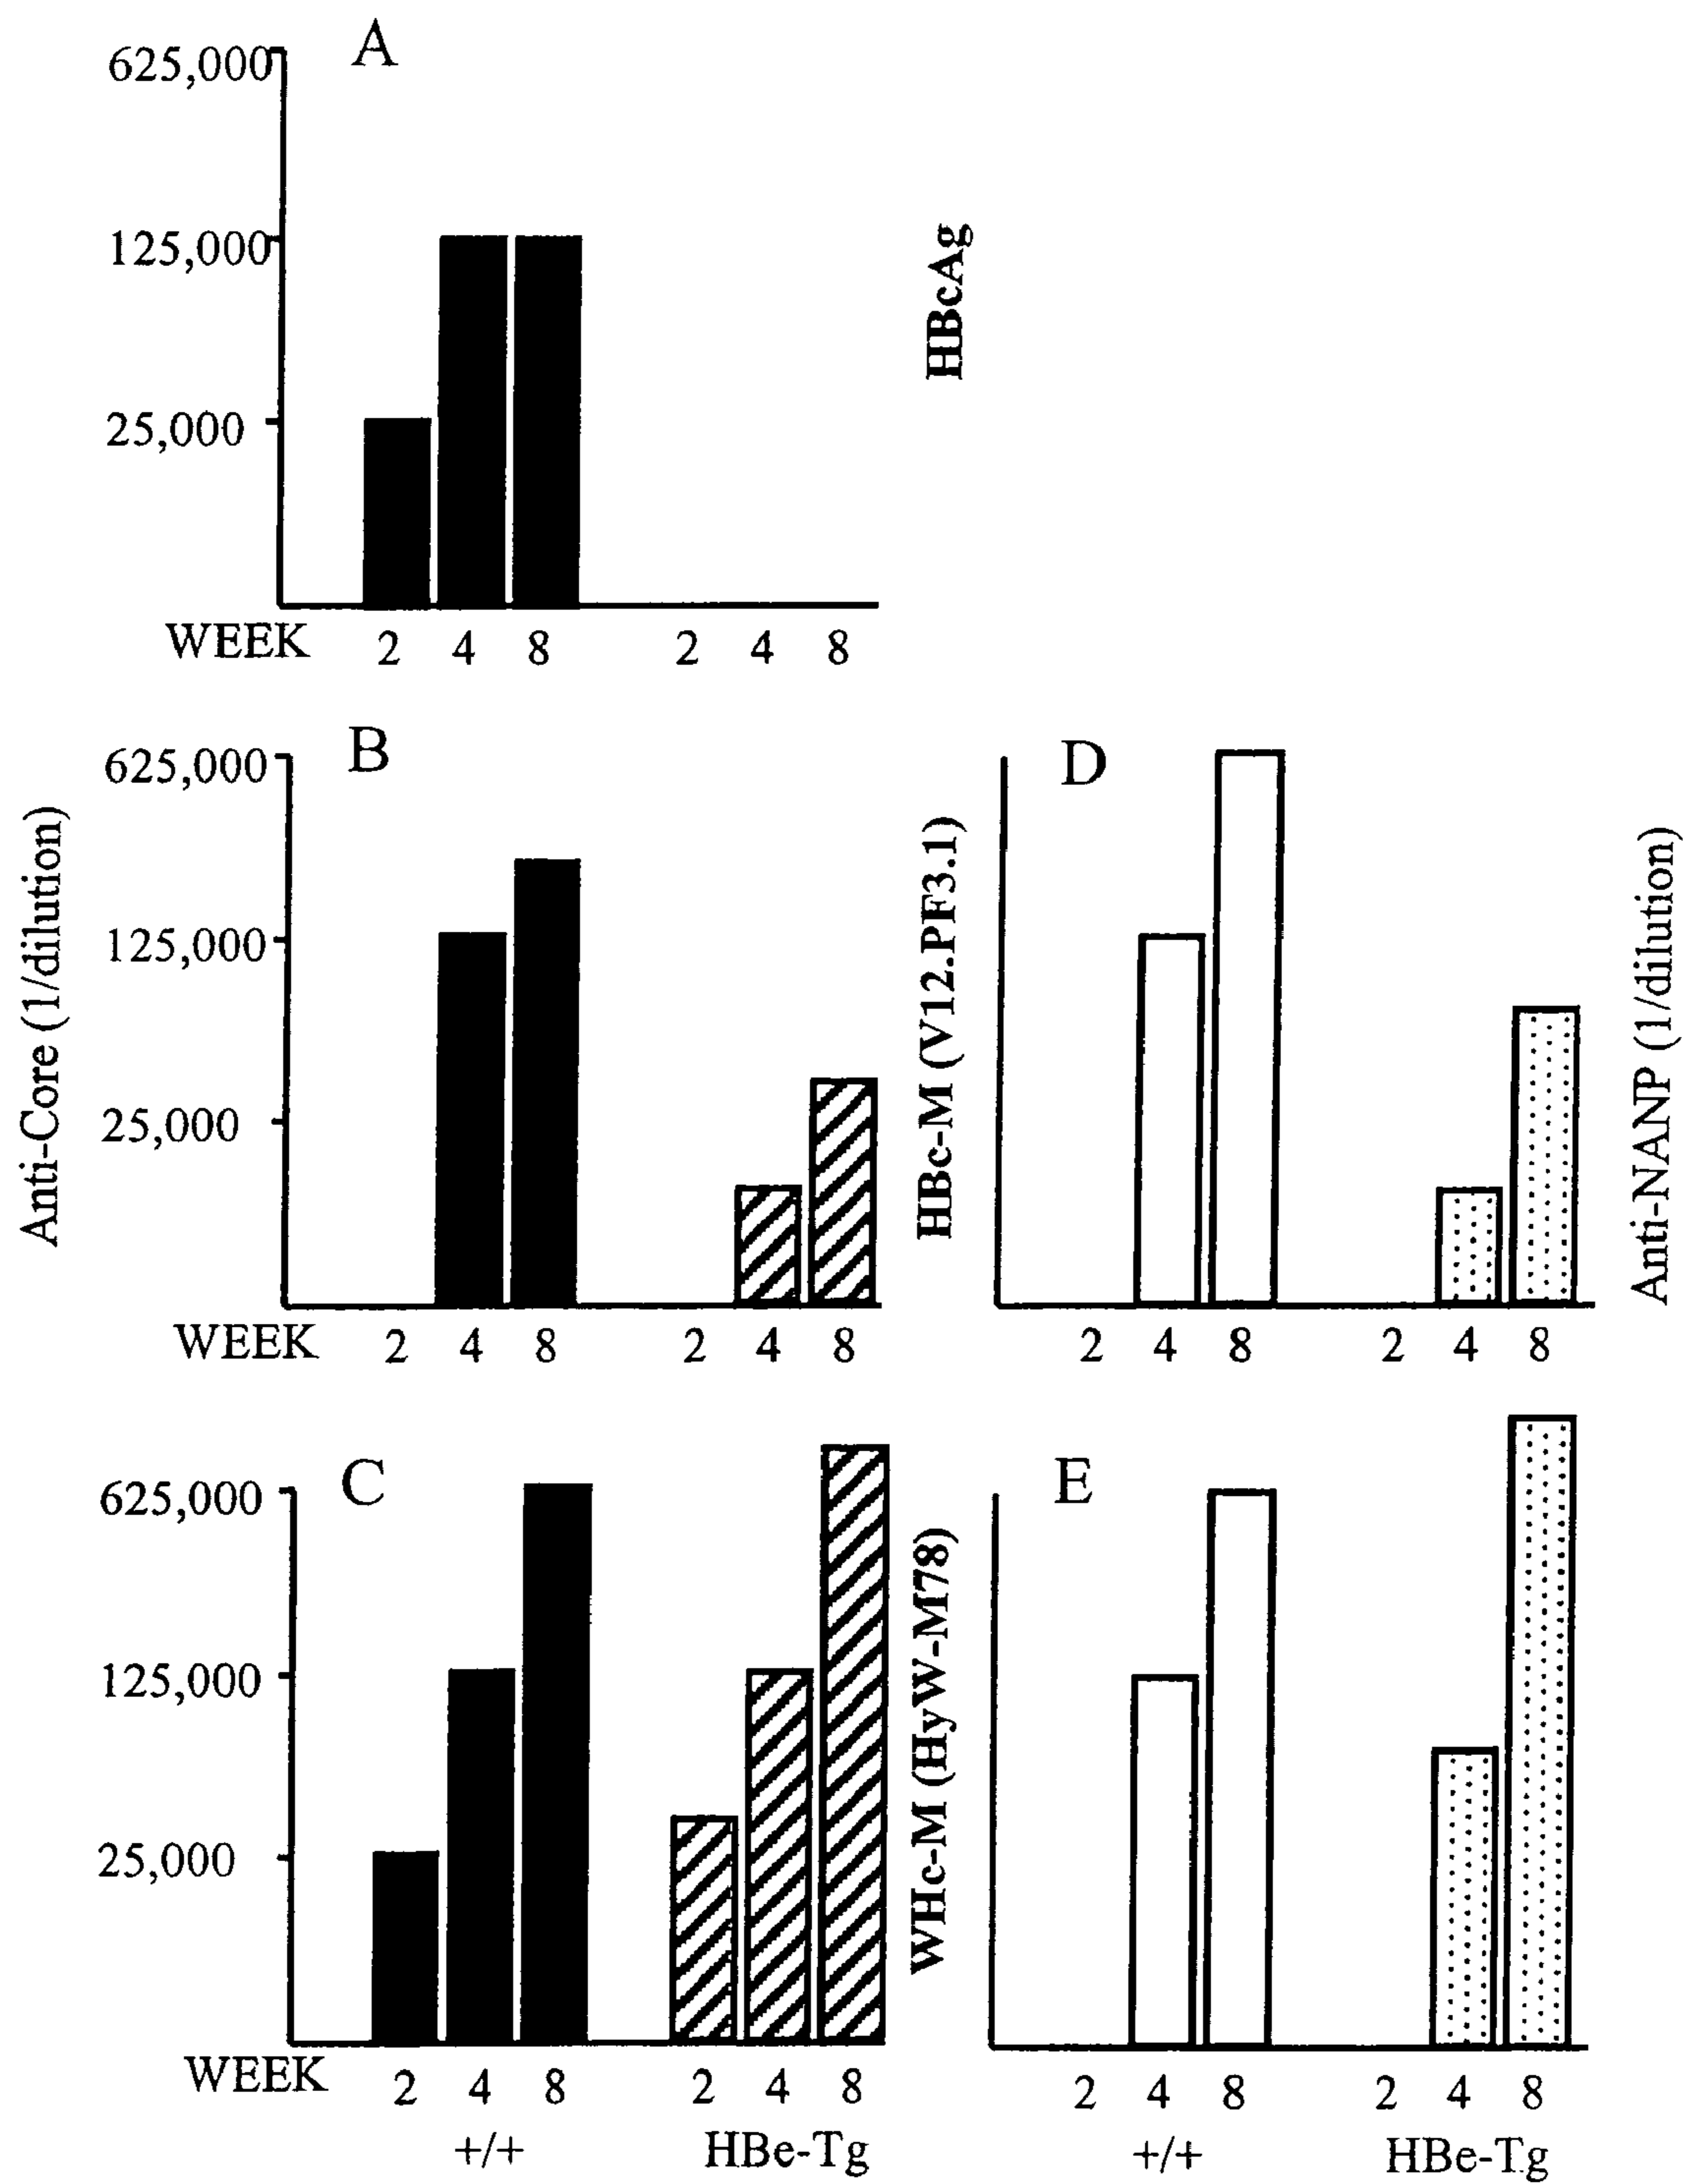 A
625,000
125,000
25,000
HBcAg
WEEK 2 4 8 2 4 8
Anti-Core (1/dilution)
B
625,000
125,000
25,000
WEEK 2 4 8 2 4 8
HBc-M (V12.PF3.1)
D
2 4 8 2 4 8
Anti-NANP (1/dilution)
C
625,000
125,000
25,000
WEEK 2 4 8 2 4 8
+/+ HBe-Tg
WHc-M (HyW-M78)
E
2 4 8 2 4 8
+/+ HBe-Tg